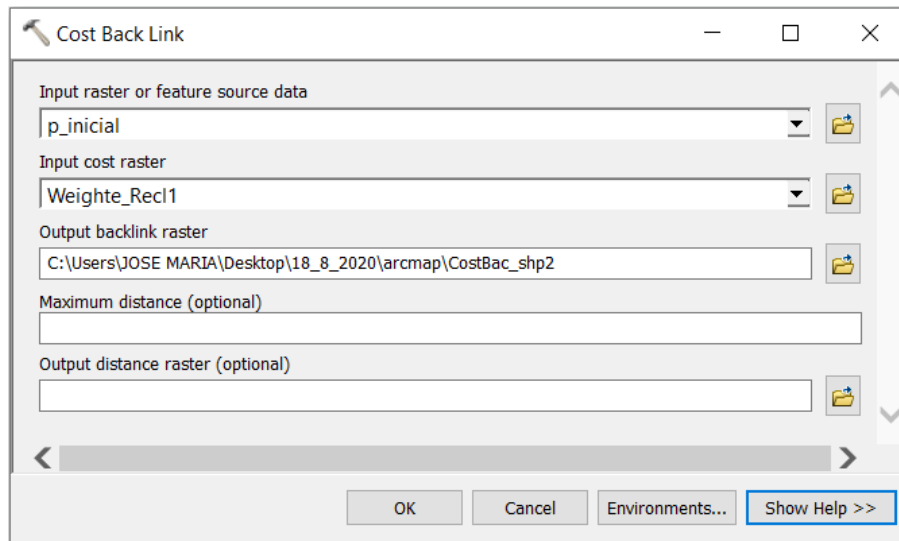 Cost Back Link
Input raster or feature source data
p_inicial
Input cost raster
Weighte_Recl1
Output backlink raster
C:\Users\JOSE MARIA\Desktop\18_8_2020\arcmap\CostBac_shp2
Maximum distance (optional)
Output distance raster (optional)
OK Cancel Environments... Show Help >>